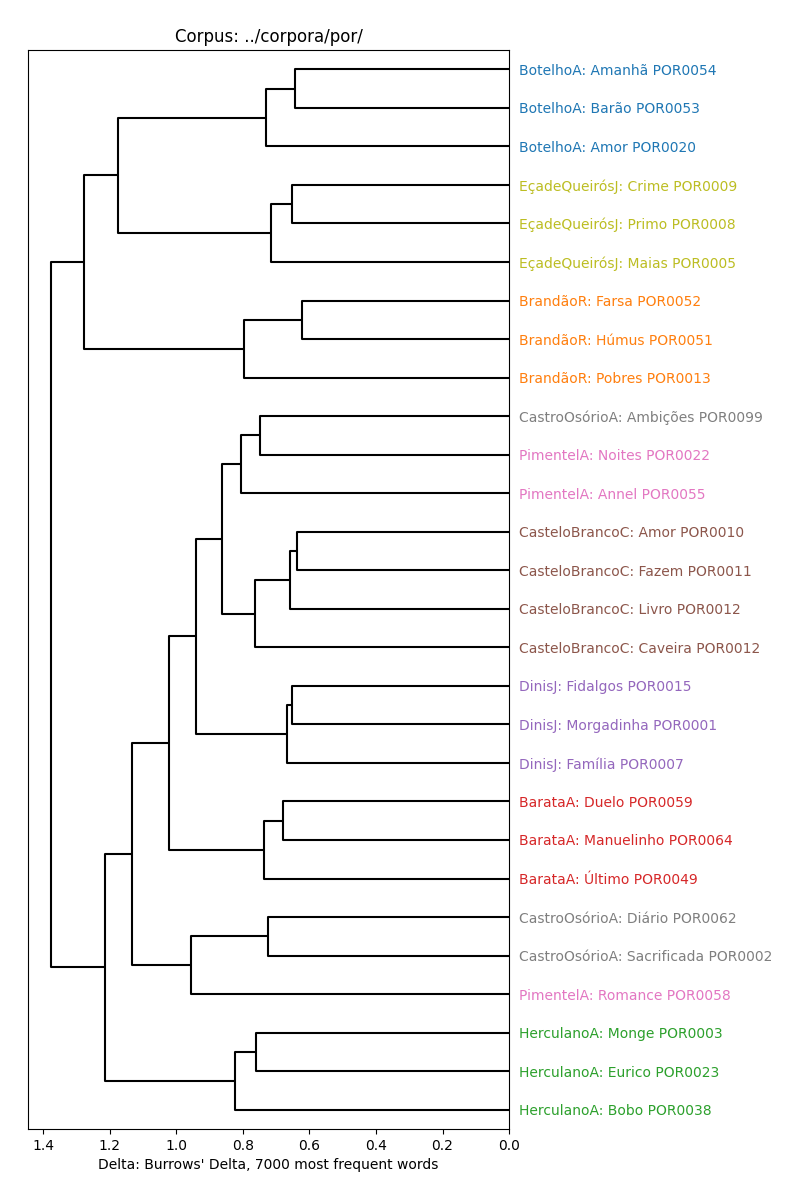 Corpus: ../corpora/por/
BotelhoA: Amanhã POR0054
BotelhoA: Barão POR0053
BotelhoA: Amor POR0020
EçadeQueirósJ: Crime POR0009
EçadeQueirósJ: Primo POR0008
EçadeQueirósJ: Maias POR0005
BrandãoR: Farsa POR0052
BrandãoR: Húmus POR0051
BrandãoR: Pobres POR0013
CastroOsórioA: Ambições POR0099
PimentelA: Noites POR0022
PimentelA: Annel POR0055
CasteloBrancoC: Amor POR0010
CasteloBrancoC: Fazem POR0011
CasteloBrancoC: Livro POR0012
CasteloBrancoC: Caveira POR0012
DinisJ: Fidalgos POR0015
DinisJ: Morgadinha POR0001
DinisJ: Família POR0007
BarataA: Duelo POR0059
BarataA: Manuelinho POR0064
BarataA: Último POR0049
CastroOsórioA: Diário POR0062
CastroOsórioA: Sacrificada POR0002
PimentelA: Romance POR0058
HerculanoA: Monge POR0003
HerculanoA: Eurico POR0023
HerculanoA: Bobo POR0038
1.4 1.2 1.0 0.8 0.6 0.4 0.2 0.0
Delta: Burrows' Delta, 7000 most frequent words